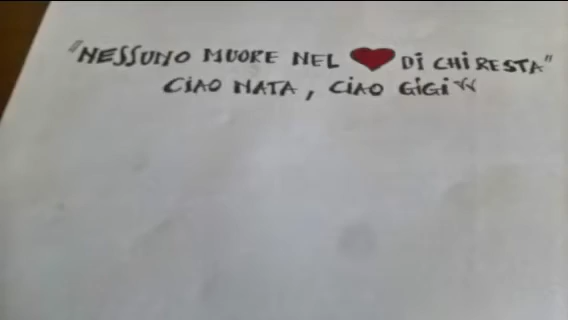 "NESSUNO MUORE NEL ❤ DI CHI RESTA"
CIAO NATA, CIAO GIGI